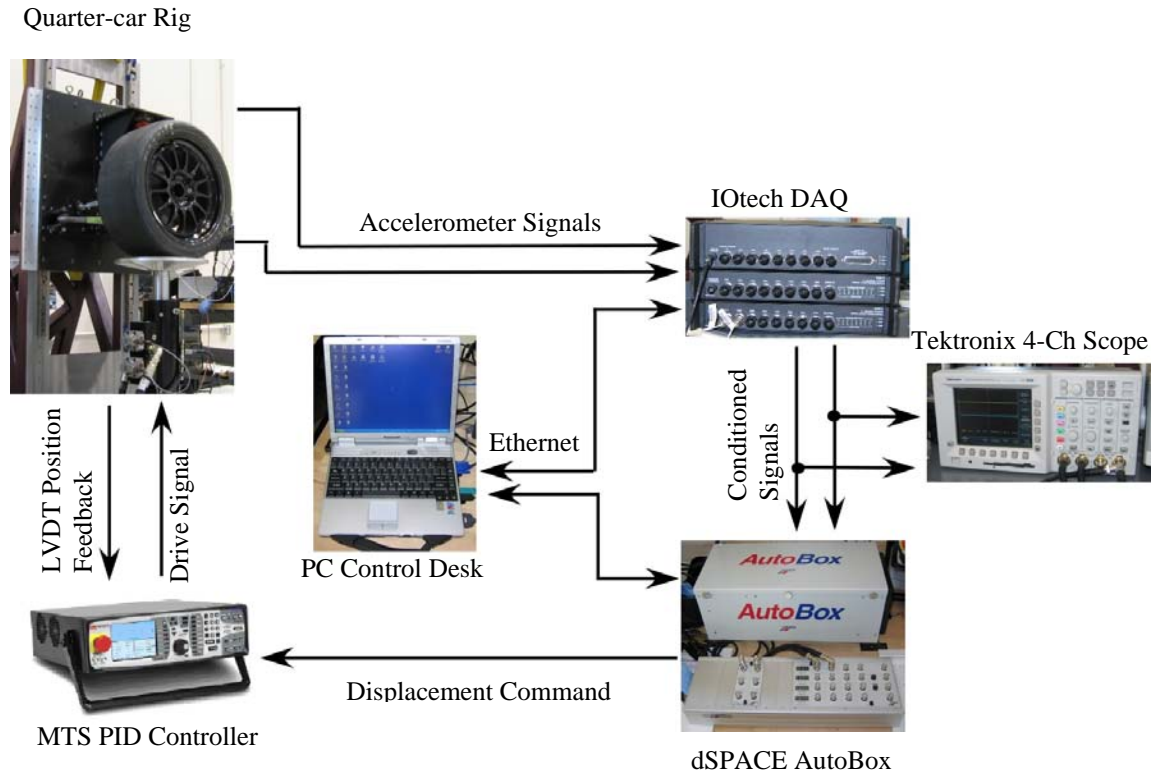 Quarter-car Rig
IOtech DAQ
Accelerometer Signals
Tektronix 4-Ch Scope
Ethernet
Conditioned
Signals
LVDT Position
Feedback
Drive Signal
PC Control Desk
AutoBox
AutoBox
Displacement Command
MTS PID Controller
dSPACE AutoBox